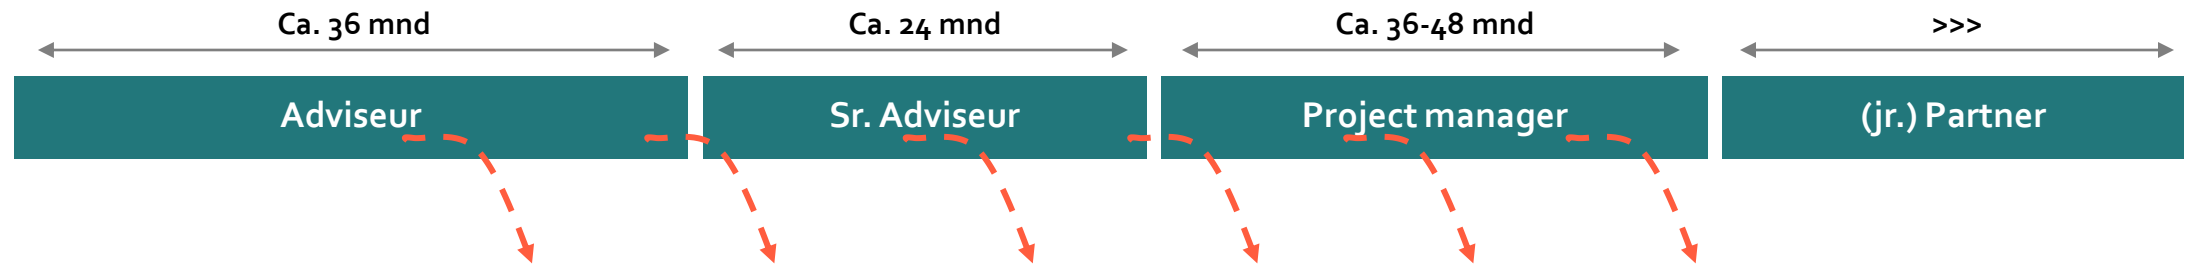 Ca. 36 mnd
Ca. 24 mnd
Ca. 36-48 mnd
>>>
Adviseur
Sr. Adviseur
Project manager
(jr.) Partner